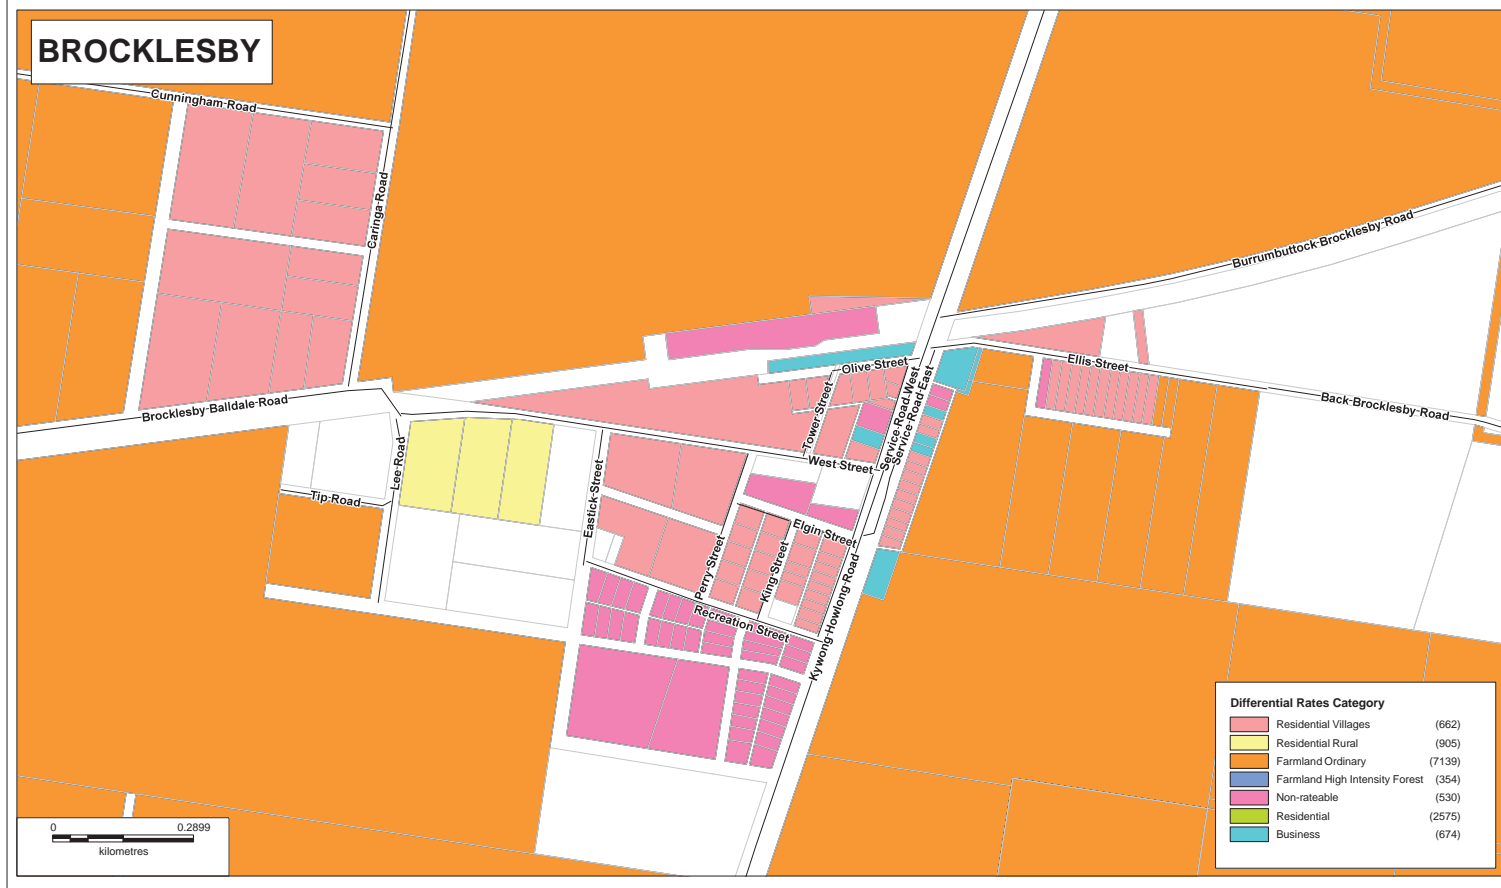 BROCKLESBY
Cunningham Road
Caringa Road
Burrumbuttock Brocklesby Road
Olive Street
Ellis Street
Back Brocklesby Road
Brocklesby-Balldale Road
Tower Street
Service Road West
Service Road East
Lee Road
West Street
Tip Road
Eastick Street
Elgin Street
Perry Street
King Street
Kywong Howlong Road
Recreation Street
Differential Rates Category
Residential Villages (662)
Residential Rural (905)
Farmland Ordinary (7139)
Farmland High Intensity Forest (354)
Non-rateable (530)
Residential (2575)
Business (674)
0 0.2899
kilometres